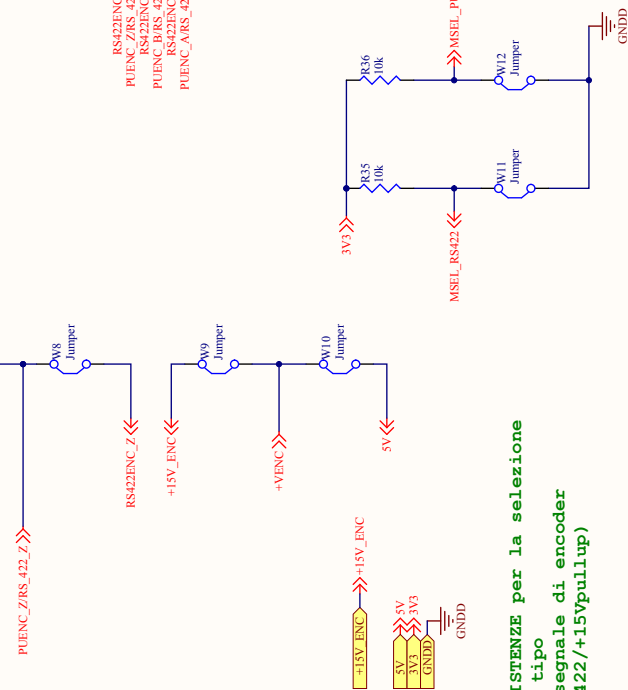 RS422ENC
PUENC_Z/RS_42
RS422ENC
PUENC_B/RS_42
RS422ENC
PUENC_A/RS_42
R36
10k
MSEL_P
W12
Jumper
GNDD
R35
10k
W11
Jumper
3V3
MSEL_RS422
W8
Jumper
W9
Jumper
W10
Jumper
RS422ENC_Z
+15V_ENC
+VENC
5V
PUENC_Z/RS_422_Z
+15V_ENC
+15V_ENC
5V
3V3
5V
3V3
GNDD
GNDD
ISTENZE per la selezione
tipo
segnale di encoder
422/+15Vpullup)